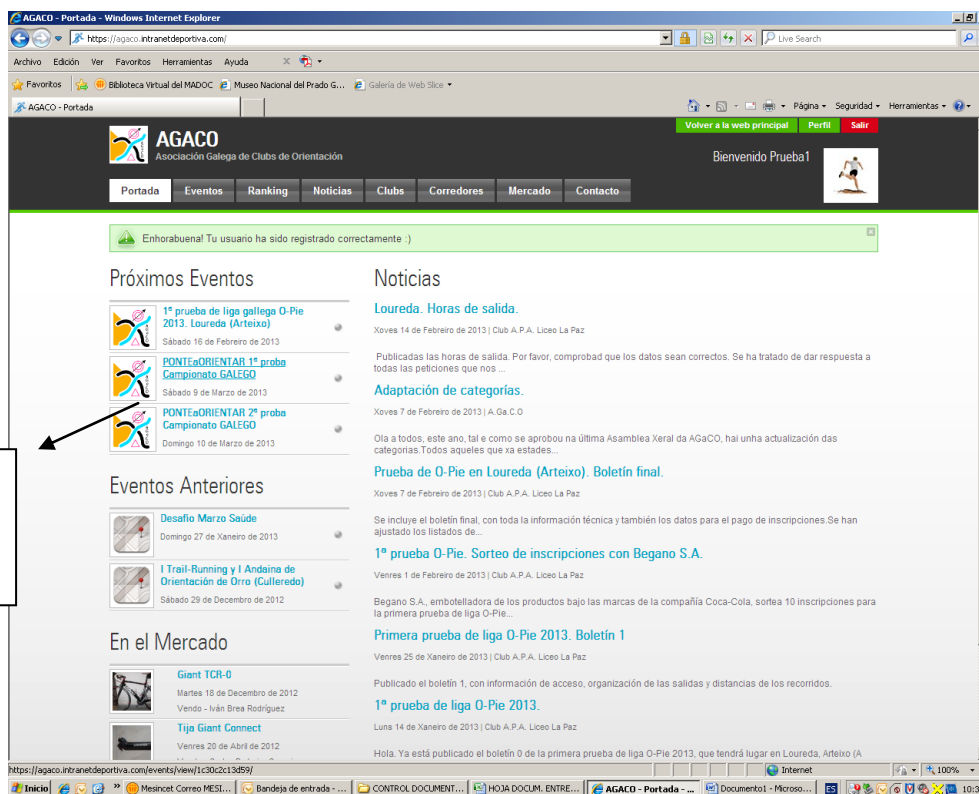 AGACO - Portada - Windows Internet Explorer
https://agaco.intranetdeportiva.com/
Live Search
Archivo Edición Ver Favoritos Herramientas Ayuda
Favoritos Biblioteca Virtual del MADOC Museo Nacional del Prado G... Galería de Web Slice
AGACO - Portada
Página Seguridad Herramientas
Volver a la web principal Perfil Salir
AGACO
Asociación Galega de Clubs de Orientación
Bienvenido Prueba1
Portada Eventos Ranking Noticias Clubs Corredores Mercado Contacto
Enhorabuena! Tu usuario ha sido registrado correctamente :)
Próximos Eventos
1ª prueba de liga gallega O-Pie
2013. Loureda (Arteixo)
Sábado 16 de Febreiro de 2013
PONTEaORIENTAR 1ª proba
Campionato GALEGO
Sábado 9 de Marzo de 2013
PONTEaORIENTAR 2ª proba
Campionato GALEGO
Domingo 10 de Marzo de 2013
Eventos Anteriores
Desafio Marzo Saúde
Domingo 27 de Xaneiro de 2013
I Trail-Running y I Andaina de
Orientación de Orro (Culleredo)
Sábado 29 de Decembro de 2012
En el Mercado
Giant TCR-0
Martes 18 de Decembro de 2012
Vendo - Iván Brea Rodríguez
Tija Giant Connect
Venres 20 de Abril de 2012
Noticias
Loureda. Horas de salida.
Xoves 14 de Febreiro de 2013 | Club A.P.A. Liceo La Paz
Publicadas las horas de salida. Por favor, comprobad que los datos sean correctos. Se ha tratado de dar respuesta a
todas las peticiones que nos ...
Adaptación de categorías.
Xoves 7 de Febreiro de 2013 | A.Ga.C.O
Ola a todos, este ano, tal e como se aprobou na última Asamblea Xeral da AGaCO, hai unha actualización das
categorias.Todos aqueles que xa estades...
Prueba de O-Pie en Loureda (Arteixo). Boletín final.
Xoves 7 de Febreiro de 2013 | Club A.P.A. Liceo La Paz
Se incluye el boletín final, con toda la información técnica y también los datos para el pago de inscripciones.Se han
ajustado los listados de...
1ª prueba O-Pie. Sorteo de inscripciones con Begano S.A.
Venres 1 de Febreiro de 2013 | Club A.P.A. Liceo La Paz
Begano S.A., embotelladora de los productos bajo las marcas de la compañía Coca-Cola, sortea 10 inscripciones para
la primera prueba de liga O-Pie...
Primera prueba de liga O-Pie 2013. Boletín 1
Venres 25 de Xaneiro de 2013 | Club A.P.A. Liceo La Paz
Publicado el boletín 1, con información de acceso, organización de las salidas y distancias de los recorridos.
1ª prueba de liga O-Pie 2013.
Luns 14 de Xaneiro de 2013 | Club A.P.A. Liceo La Paz
Hola. Ya está publicado el boletín 0 de la primera prueba de liga O-Pie 2013, que tendrá lugar en Loureda, Arteixo (A
https://agaco.intranetdeportiva.com/events/view/1c30c2c13d59/
Internet 100%
Inicio Mesincet Correo MESI... Bandeja de entrada - ... CONTROL DOCUMENT... HOJA DOCUM. ENTRE... AGACO - Portada - ... Documento1 - Microso... ES